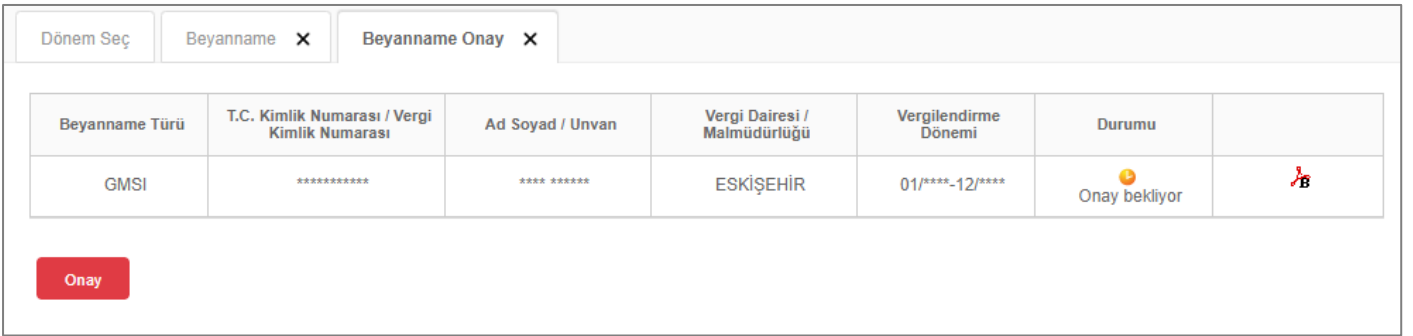 Dönem Seç Beyanname X Beyanname Onay X
Beyanname Türü T.C. Kimlik Numarası / Vergi Kimlik Numarası Ad Soyad / Unvan Vergi Dairesi / Malmüdürlüğü Vergilendirme Dönemi Durumu
GMSI *********** **** ****** ESKİŞEHİR 01/****-12/**** Onay bekliyor B
Onay